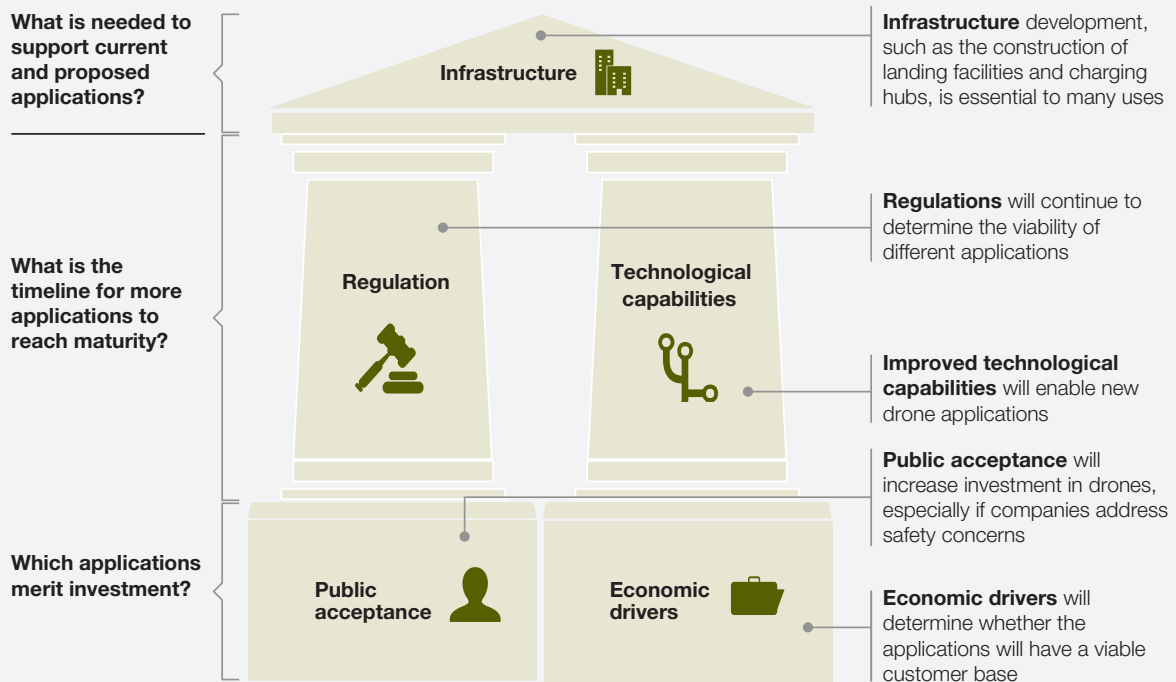 What is needed to
support current
and proposed
applications?
Infrastructure
Infrastructure development,
such as the construction of
landing facilities and charging
hubs, is essential to many uses
What is the
timeline for more
applications to
reach maturity?
Regulation
Technological
capabilities
Regulations will continue to
determine the viability of
different applications
Improved technological
capabilities will enable new
drone applications
Which applications
merit investment?
Public
acceptance
Economic
drivers
Public acceptance will
increase investment in drones,
especially if companies address
safety concerns
Economic drivers will
determine whether the
applications will have a viable
customer base